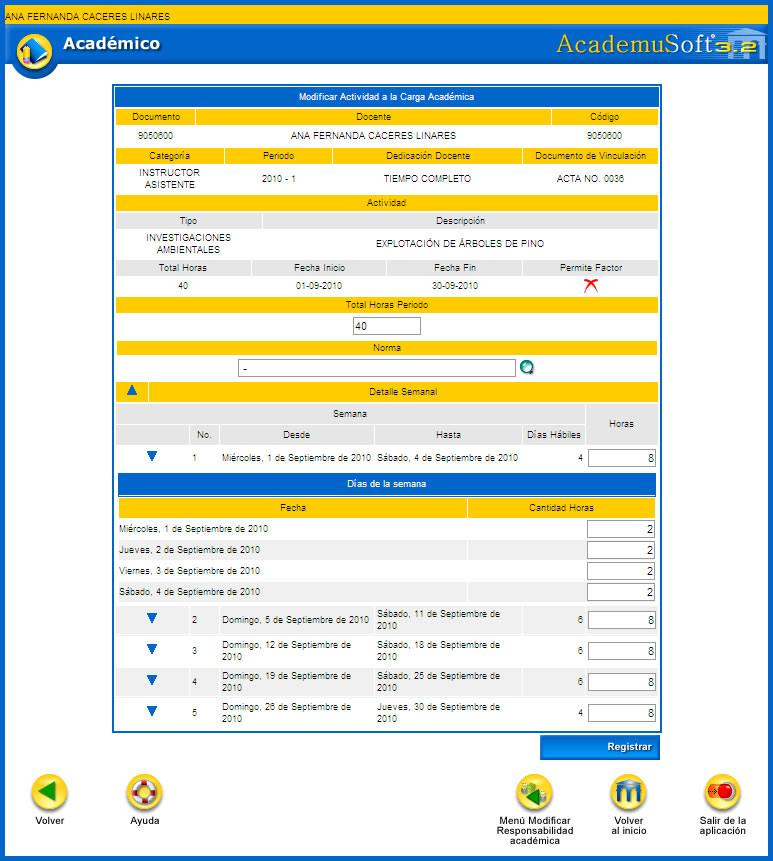 ANA FERNANDA CACERES LINARES
Académico
AcademuSoft® 3.2
Modificar Actividad a la Carga Académica
Documento Docente Código
9050600 ANA FERNANDA CACERES LINARES 9050600
Categoría Periodo Dedicación Docente Documento de Vinculación
INSTRUCTOR
ASISTENTE
2010 - 1 TIEMPO COMPLETO ACTA NO. 0036
Actividad
Tipo Descripción
INVESTIGACIONES
AMBIENTALES
EXPLOTACIÓN DE ÁRBOLES DE PINO
Total Horas Fecha Inicio Fecha Fin Permite Factor
40 01-09-2010 30-09-2010
Total Horas Periodo
40
Norma
-
Detalle Semanal
Semana
Horas
No. Desde Hasta Días Hábiles
1 Miércoles, 1 de Septiembre de 2010 Sábado, 4 de Septiembre de 2010 4 8
Días de la semana
Fecha Cantidad Horas
Miércoles, 1 de Septiembre de 2010 2
Jueves, 2 de Septiembre de 2010 2
Viernes, 3 de Septiembre de 2010 2
Sábado, 4 de Septiembre de 2010 2
2 Domingo, 5 de Septiembre de 2010 Sábado, 11 de Septiembre de
2010
6 8
3 Domingo, 12 de Septiembre de
2010
Sábado, 18 de Septiembre de
2010
6 8
4 Domingo, 19 de Septiembre de
2010
Sábado, 25 de Septiembre de
2010
6 8
5 Domingo, 26 de Septiembre de
2010
Jueves, 30 de Septiembre de
2010
4 8
Registrar
Volver
Ayuda
Menú Modificar
Responsabilidad
académica
Volver
al inicio
Salir de la
aplicación